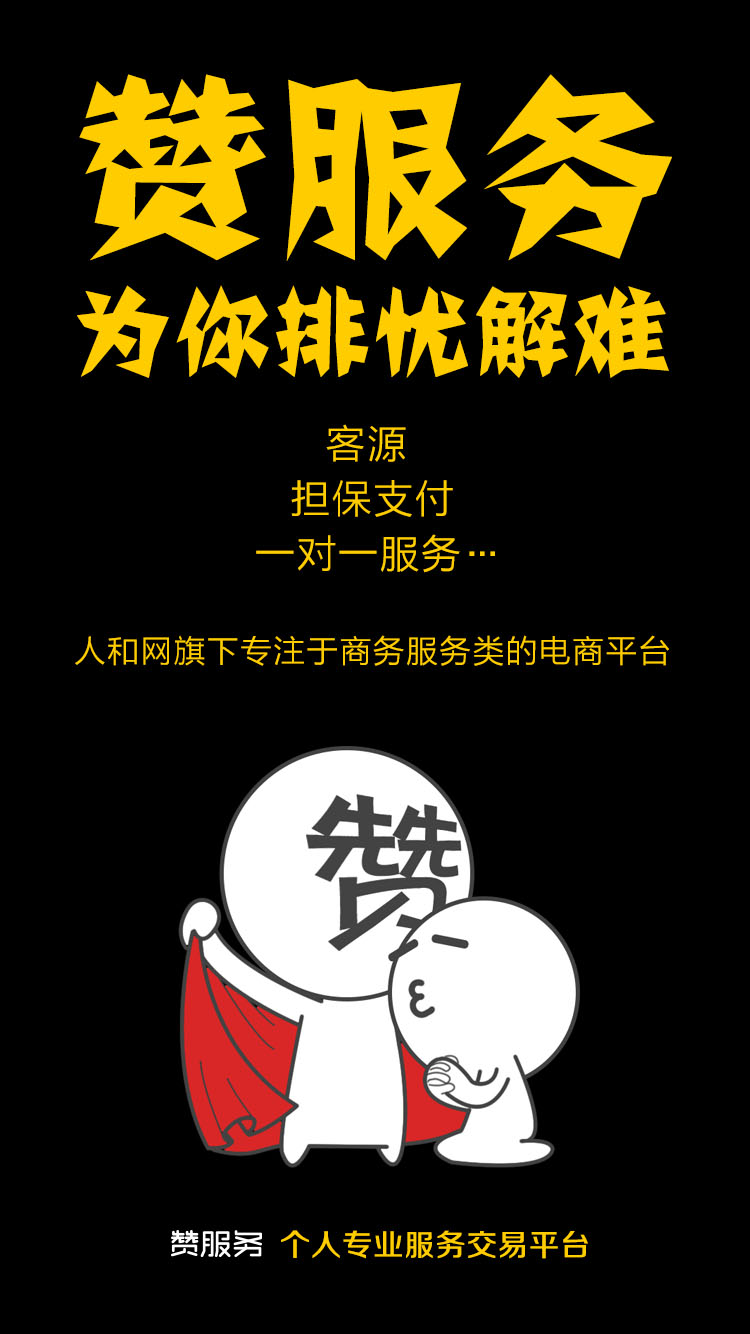 赞服务
为你排忧解难
客源
担保支付
一对一服务…
人和网旗下专注于商务服务类的电商平台
赞
赞服务 个人专业服务交易平台